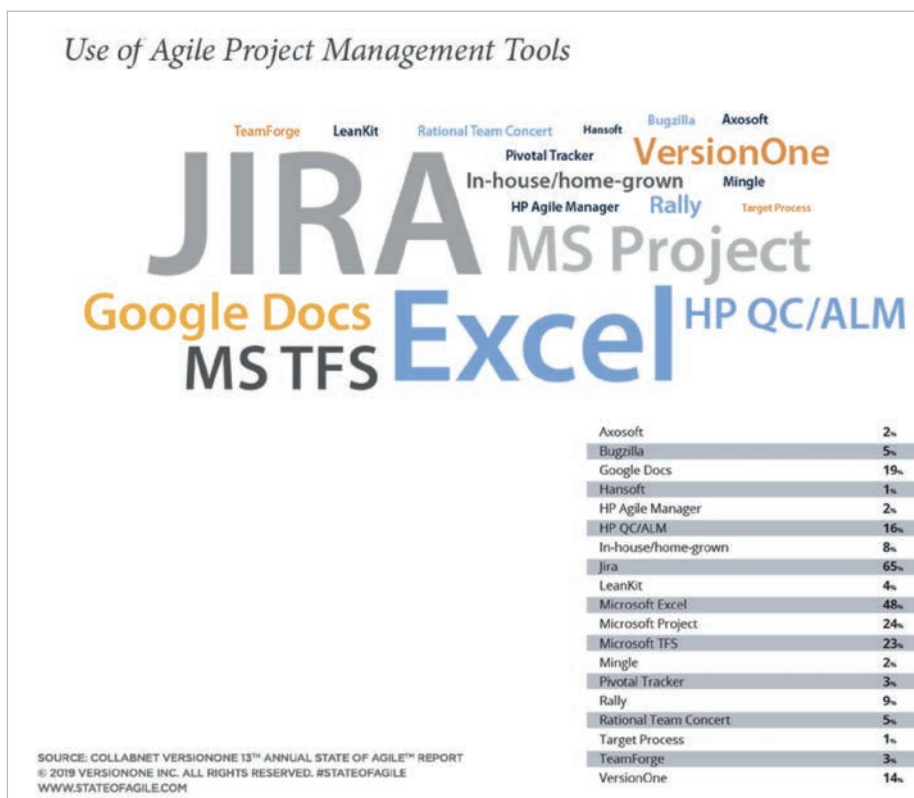 Use of Agile Project Management Tools
TeamForge LeanKit Rational Team Concert Hansoft Bugzilla Axosoft
JIRA Pivotal Tracker VersionOne
In-house/home-grown Mingle
HP Agile Manager Rally Target Process
MS Project
Google Docs Excel HP QC/ALM
MS TFS
Axosoft 2%
Bugzilla 5%
Google Docs 19%
Hansoft 1%
HP Agile Manager 2%
HP QC/ALM 16%
In-house/home-grown 8%
Jira 65%
LeanKit 4%
Microsoft Excel 48%
Microsoft Project 24%
Microsoft TFS 23%
Mingle 2%
Pivotal Tracker 3%
Rally 9%
Rational Team Concert 5%
Target Process 1%
TeamForge 3%
VersionOne 14%
SOURCE: COLLABNET VERSIONONE 13TH ANNUAL STATE OF AGILE™ REPORT
© 2019 VERSIONONE INC. ALL RIGHTS RESERVED. #STATEOFAGILE
WWW.STATEOFAGILE.COM